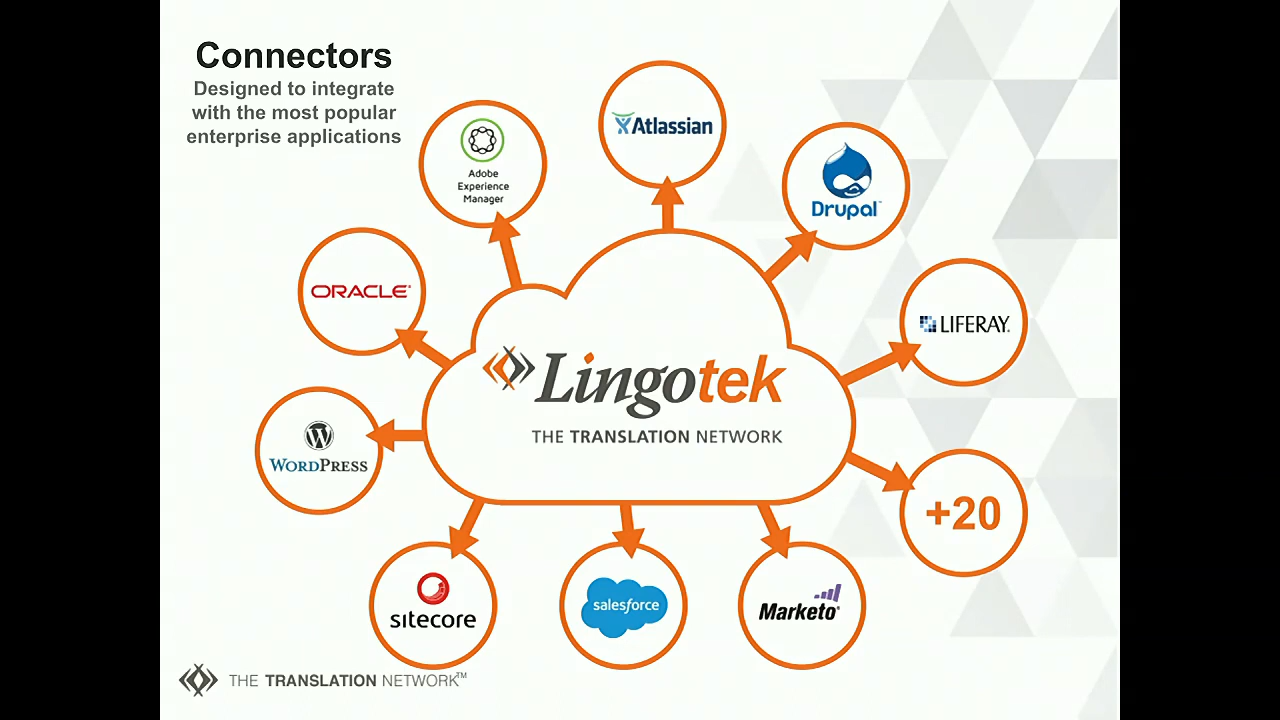 Connectors
Designed to integrate
with the most popular
enterprise applications
Adobe
Experience
Manager
Atlassian
Drupal™
ORACLE®
LIFERAY.
Lingotek
THE TRANSLATION NETWORK
WORDPRESS
+20
sitecore
salesforce
Marketo®
THE TRANSLATION NETWORK™